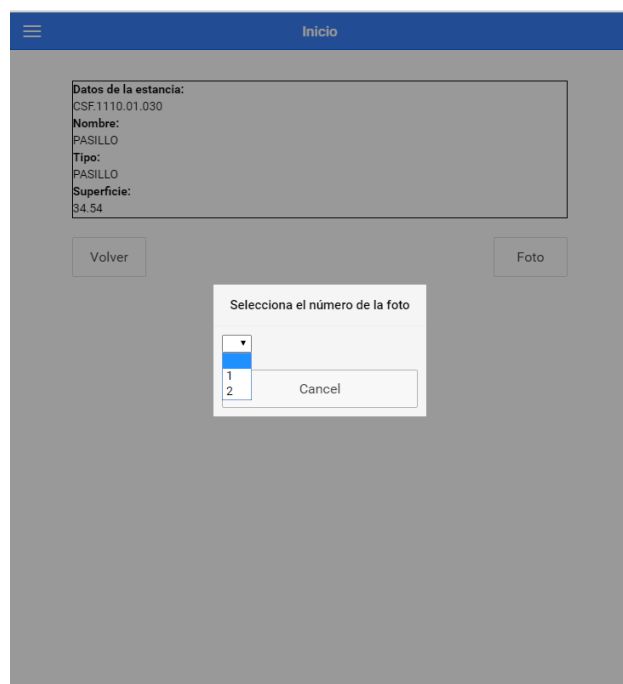 Inicio
Datos de la estancia:
CSF.1110.01.030
Nombre:
PASILLO
Tipo:
PASILLO
Superficie:
34.54
Volver
Foto
Selecciona el número de la foto
1
2
Cancel